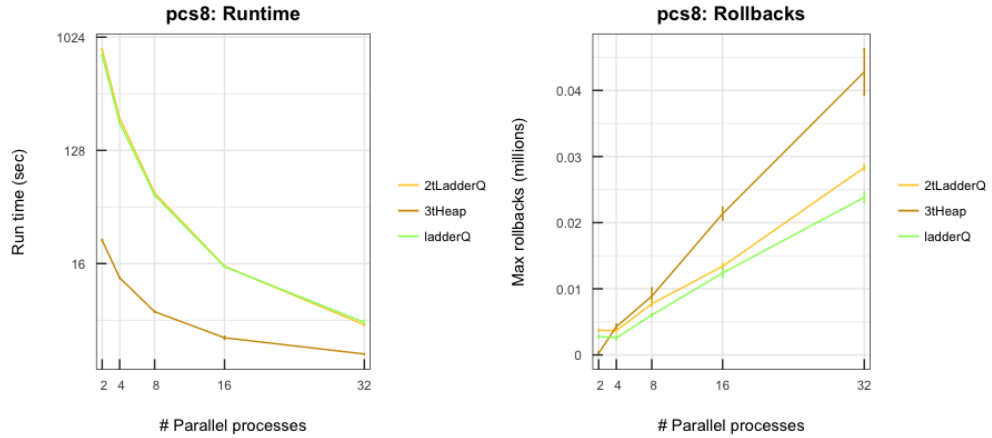 pcs8: Runtime
1024
128
16
Run time (sec)
2 4 8 16 32
# Parallel processes
2tLadderQ
3tHeap
ladderQ
pcs8: Rollbacks
0.04
0.03
0.02
0.01
0
Max rollbacks (millions)
2 4 8 16 32
# Parallel processes
2tLadderQ
3tHeap
ladderQ